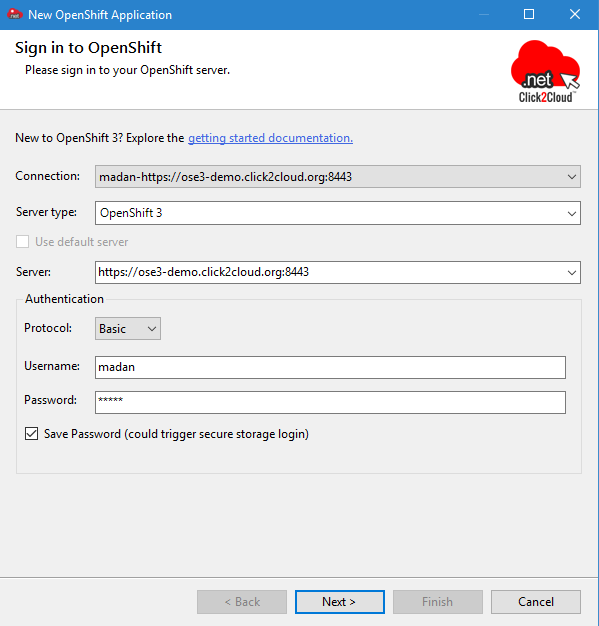 .net New OpenShift Application
Sign in to OpenShift
Please sign in to your OpenShift server.
.net
Click2Cloud™
New to OpenShift 3? Explore the getting started documentation.
Connection: madan-https://ose3-demo.click2cloud.org:8443
Server type: OpenShift 3
Use default server
Server: https://ose3-demo.click2cloud.org:8443
Authentication
Protocol: Basic
Username: madan
Password: *****
Save Password (could trigger secure storage login)
< Back Next > Finish Cancel